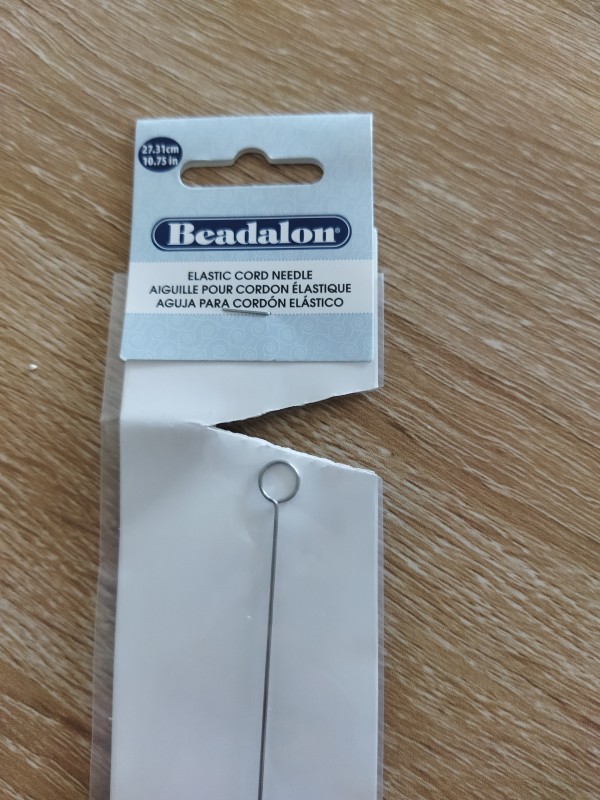 27.31cm
10.75 in
Beadalon®
ELASTIC CORD NEEDLE
AIGUILLE POUR CORDON ÉLASTIQUE
AGUJA PARA CORDÓN ELÁSTICO